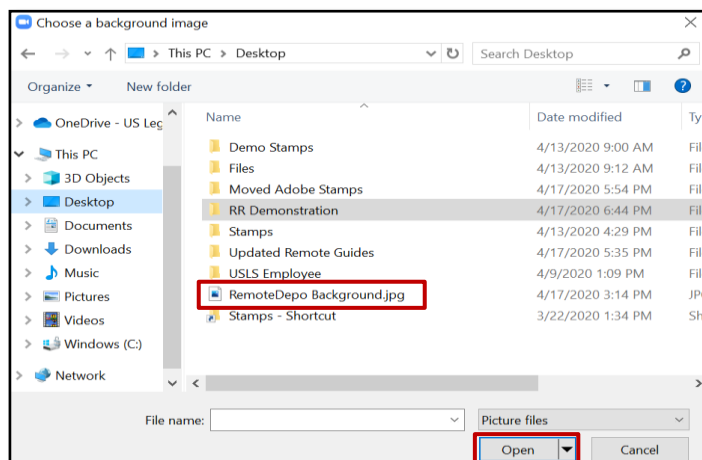 Choose a background image
This PC > Desktop
Search Desktop
Organize
New folder
OneDrive - US Leg
This PC
3D Objects
Desktop
Documents
Downloads
Music
Pictures
Videos
Windows (C:)
Network
Name Date modified Ty
Demo Stamps 4/13/2020 9:00 AM Fil
Files 4/13/2020 9:12 AM Fil
Moved Adobe Stamps 4/17/2020 5:54 PM Fil
RR Demonstration 4/17/2020 6:44 PM Fil
Stamps 4/13/2020 4:29 PM Fil
Updated Remote Guides 4/17/2020 5:35 PM Fil
USLS Employee 4/9/2020 1:09 PM Fil
RemoteDepo Background.jpg 4/17/2020 3:14 PM JPG
Stamps - Shortcut 3/22/2020 1:34 PM Sh
File name:
Picture files
Open
Cancel